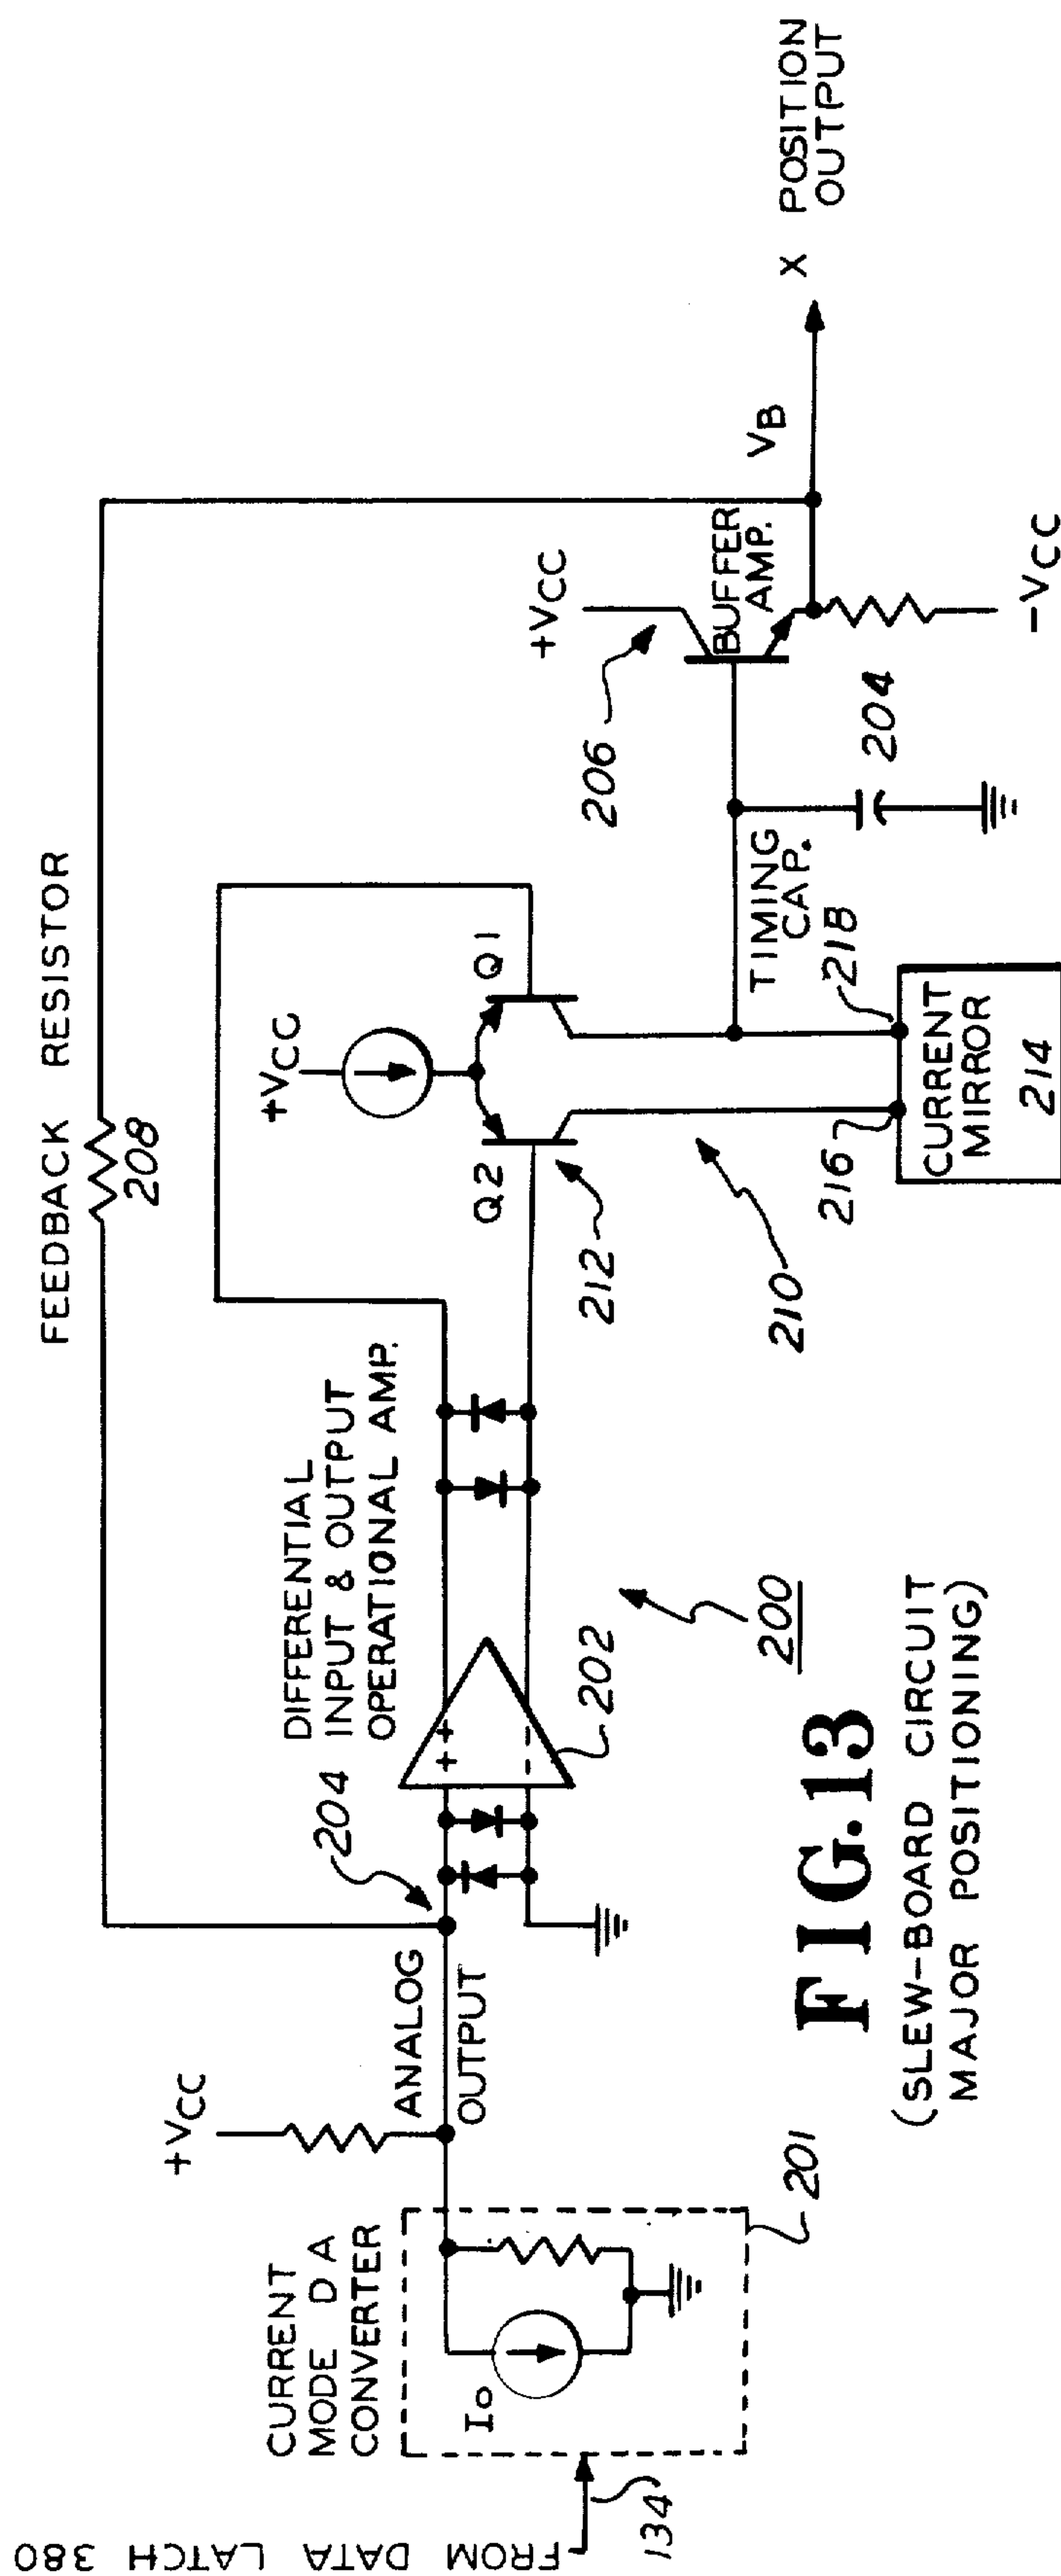 FROM DATA LATCH 380
134
CURRENT
MODE D A
CONVERTER
Io
201
+VCC
ANALOG
OUTPUT
204
DIFFERENTIAL
INPUT & OUTPUT
OPERATIONAL AMP.
+ +
- -
202
200
FEEDBACK RESISTOR
208
+VCC
Q2
Q1
212
210
216
218
CURRENT
MIRROR
214
TIMING
CAP.
204
206
+VCC
BUFFER
AMP.
-VCC
VB
X POSITION
OUTPUT
FIG.13
(SLEW-BOARD CIRCUIT
MAJOR POSITIONING)